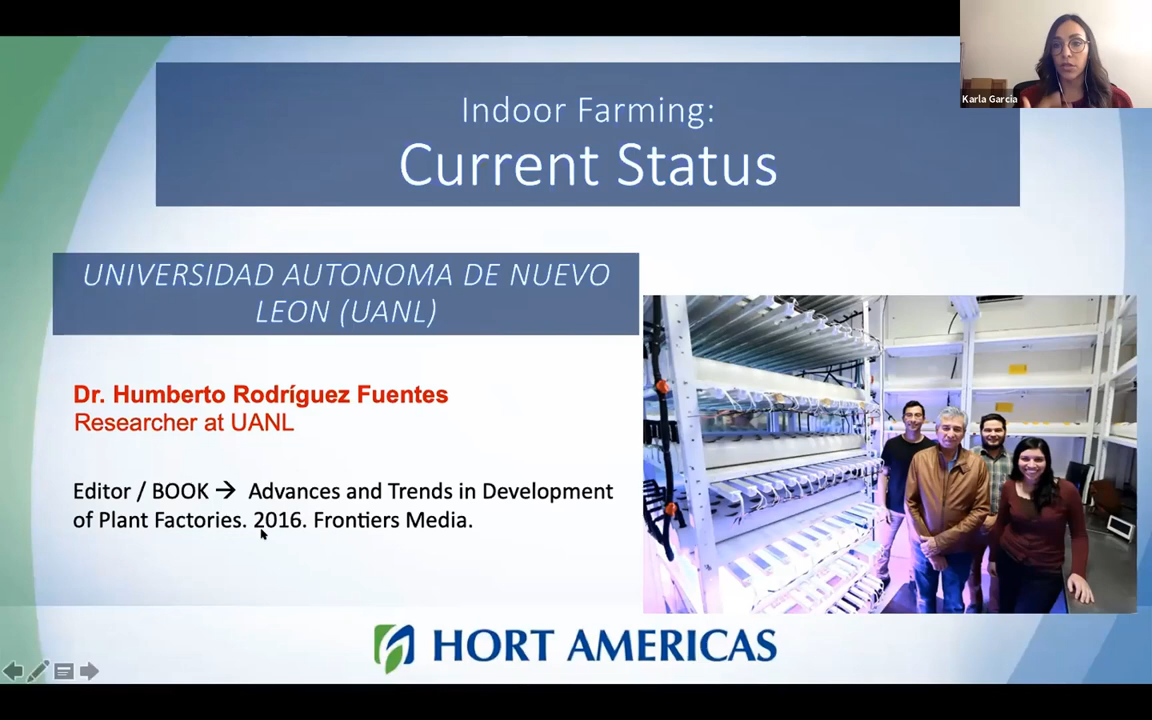 Karla Garcia
Indoor Farming:
Current Status
UNIVERSIDAD AUTONOMA DE NUEVO
LEON (UANL)
Dr. Humberto Rodríguez Fuentes
Researcher at UANL
Editor / BOOK → Advances and Trends in Development
of Plant Factories. 2016. Frontiers Media.
HORT AMERICAS